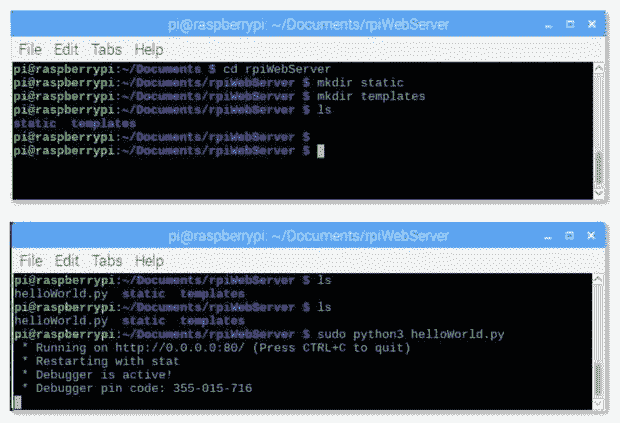 pi@raspberrypi: ~/Documents/rpiWebServer
File Edit Tabs Help
pi@raspberrypi:~/Documents $ cd rpiWebServer
pi@raspberrypi:~/Documents/rpiWebServer $ mkdir static
pi@raspberrypi:~/Documents/rpiWebServer $ mkdir templates
pi@raspberrypi:~/Documents/rpiWebServer $ ls
static templates
pi@raspberrypi:~/Documents/rpiWebServer $
pi@raspberrypi:~/Documents/rpiWebServer $
pi@raspberrypi: ~/Documents/rpiWebServer
File Edit Tabs Help
pi@raspberrypi:~/Documents/rpiWebServer $ ls
helloWorld.py static templates
pi@raspberrypi:~/Documents/rpiWebServer $ ls
helloWorld.py static templates
pi@raspberrypi:~/Documents/rpiWebServer $ sudo python3 helloWorld.py
* Running on http://0.0.0.0:80/ (Press CTRL+C to quit)
* Restarting with stat
* Debugger is active!
* Debugger pin code: 355-015-716